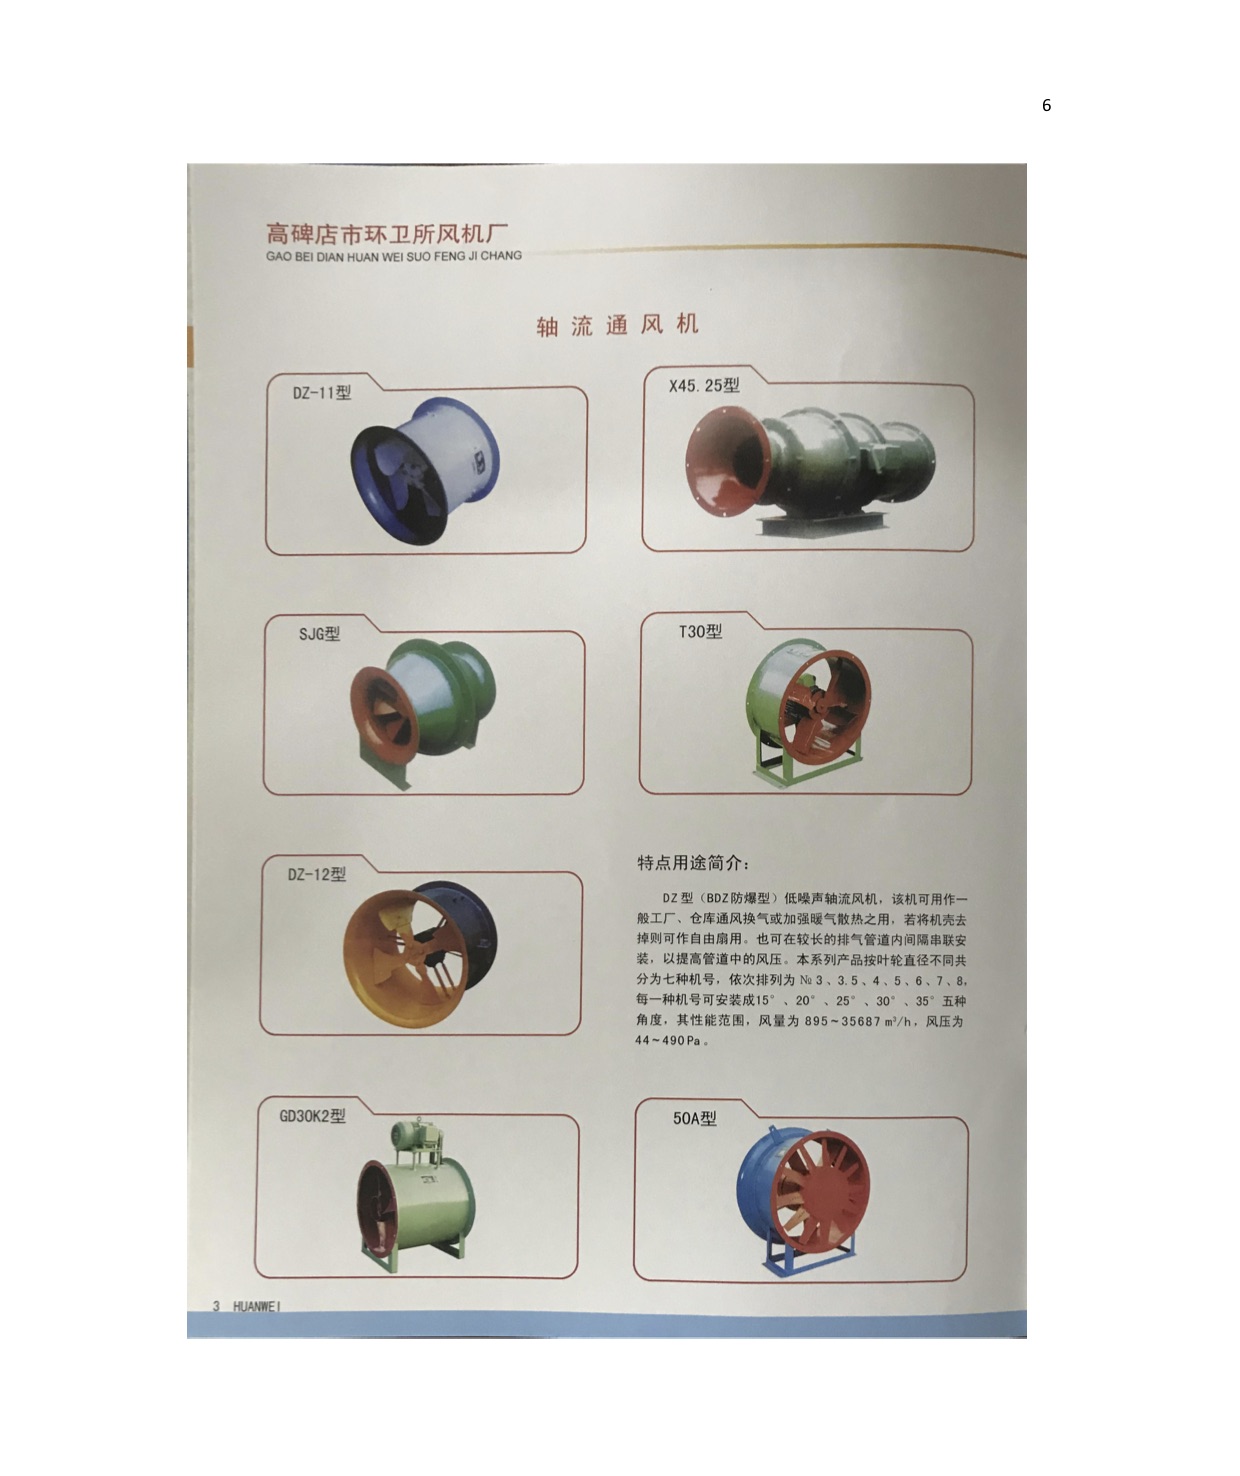 6
高碑店市环卫所风机厂
GAO BEI DIAN HUAN WEI SUO FENG JI CHANG
轴流通风机
DZ-11型
X45.25型
SJG型
T30型
DZ-12型
特点用途简介：
DZ型（BDZ防爆型）低噪声轴流风机，该机可用作一
般工厂、仓库通风换气或加强暖气散热之用，若将机壳去
掉则可作自由扇用。也可在较长的排气管道内间隔串联安
装，以提高管道中的风压。本系列产品按叶轮直径不同共
分为七种机号，依次排列为 № 3、3.5、4、5、6、7、8，
每一种机号可安装成15°、20°、25°、30°、35°五种
角度，其性能范围，风量为 895~35687 m³/h，风压为
44~490Pa。
GD30K2型
50A型
3 HUANWEI